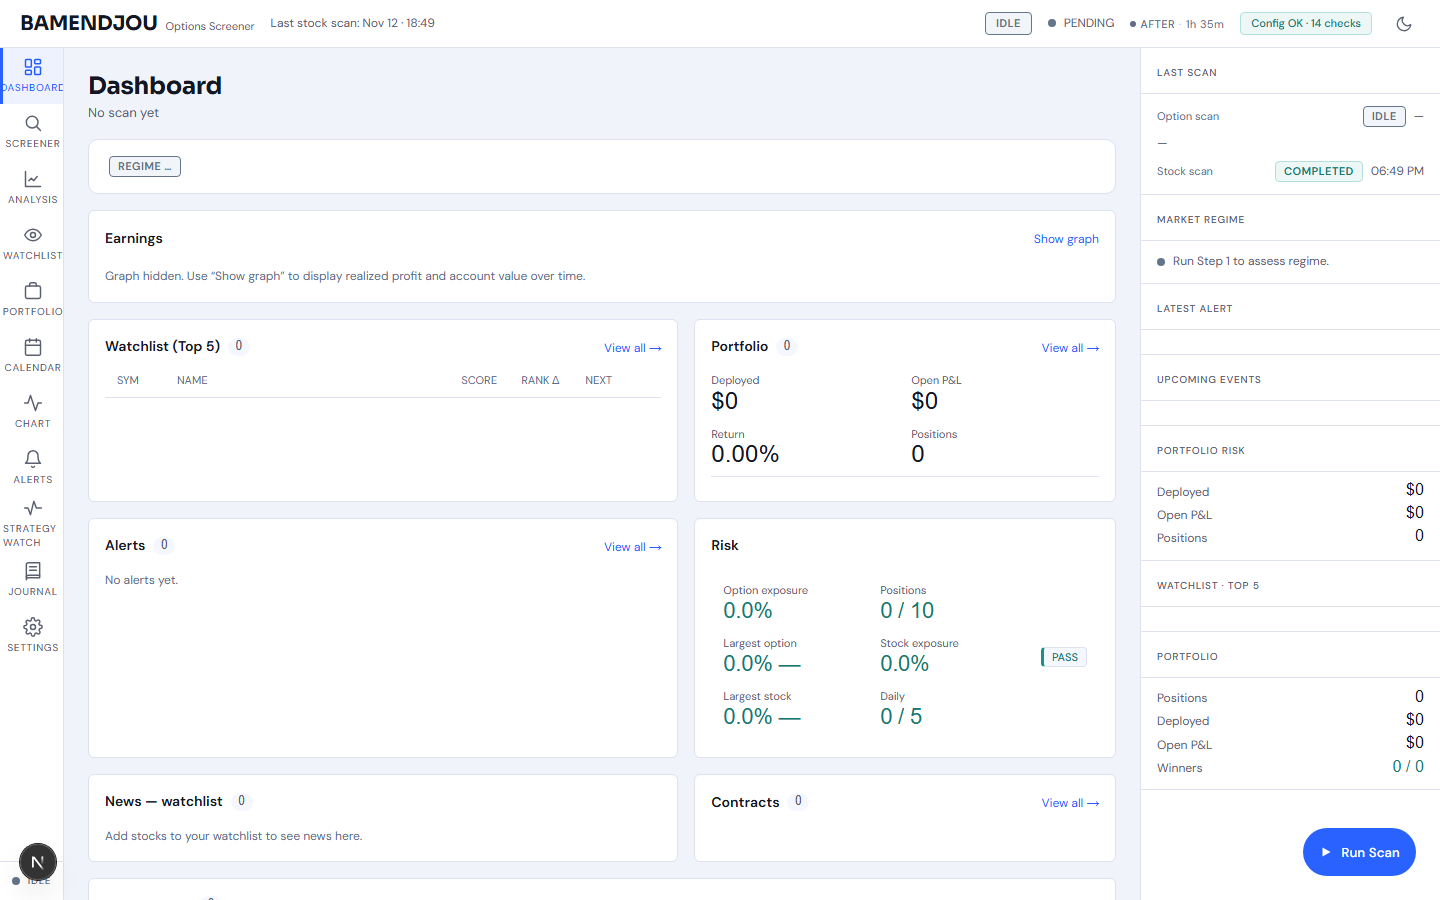 BAMENDJOU Options Screener Last stock scan: Nov 12 · 18:49 IDLE PENDING AFTER · 1h 35m Config OK · 14 checks
DASHBOARD
SCREENER
ANALYSIS
WATCHLIST
PORTFOLIO
CALENDAR
CHART
ALERTS
STRATEGY
WATCH
JOURNAL
SETTINGS
N
IDLE
Dashboard
No scan yet
REGIME ...
Earnings Show graph
Graph hidden. Use “Show graph” to display realized profit and account value over time.
Watchlist (Top 5) 0 View all →
SYM NAME SCORE RANK Δ NEXT
Portfolio 0 View all →
Deployed Open P&L
$0 $0
Return Positions
0.00% 0
Alerts 0 View all →
No alerts yet.
Risk
Option exposure Positions
0.0% 0 / 10
Largest option Stock exposure
0.0% — 0.0%
PASS
Largest stock Daily
0.0% — 0 / 5
News — watchlist 0
Add stocks to your watchlist to see news here.
Contracts 0 View all →
LAST SCAN
Option scan IDLE —
—
Stock scan COMPLETED 06:49 PM
MARKET REGIME
Run Step 1 to assess regime.
LATEST ALERT
UPCOMING EVENTS
PORTFOLIO RISK
Deployed $0
Open P&L $0
Positions 0
WATCHLIST · TOP 5
PORTFOLIO
Positions 0
Deployed $0
Open P&L $0
Winners 0 / 0
Run Scan